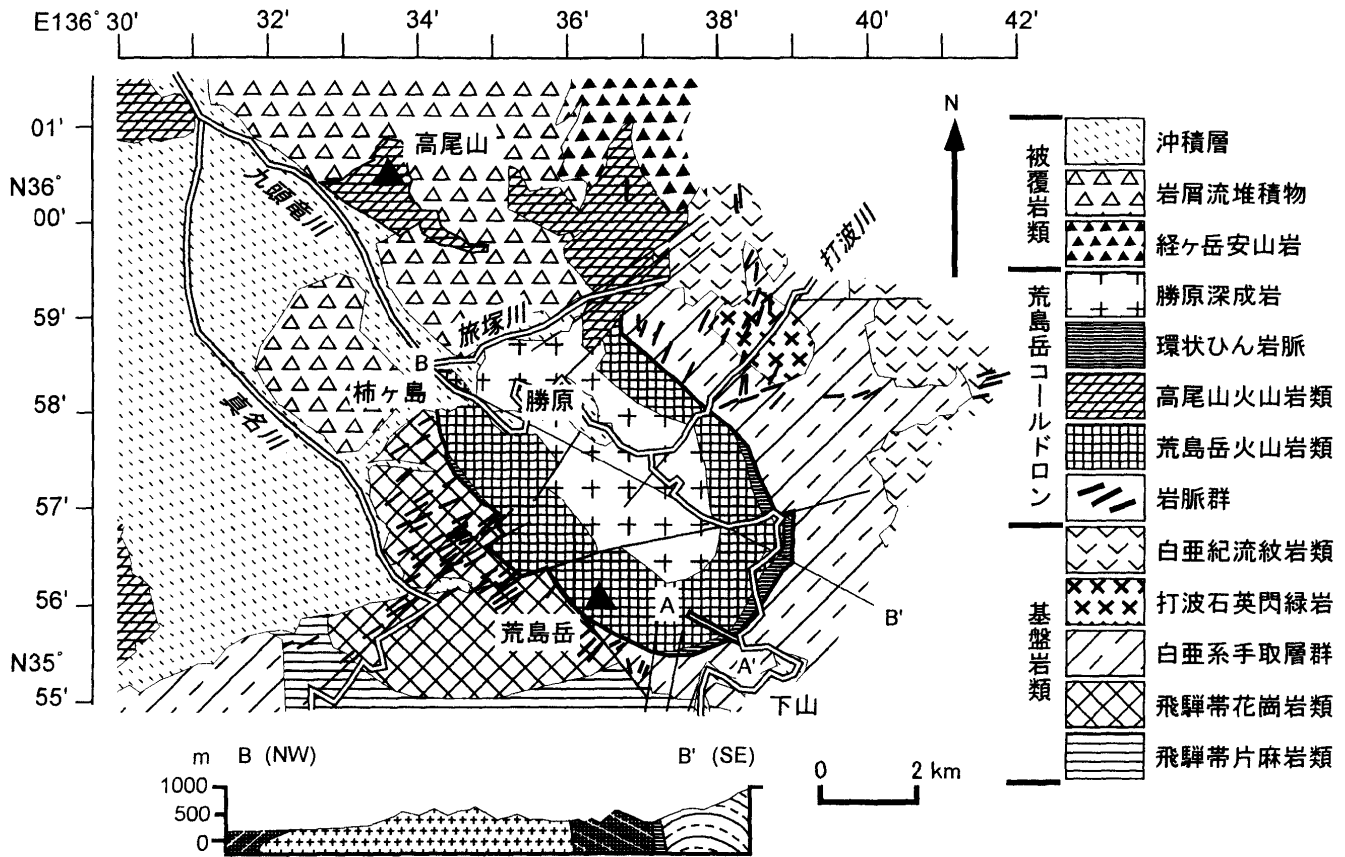 E136° 30' 32' 34' 36' 38' 40' 42'
01'
N36°
00'
59'
58'
57'
56'
N35°
55'
N
高尾山
九頭竜川
打波川
旅塚川
B
柿ヶ島
勝原
真名川
荒島岳
A
A'
B'
下山
被覆岩類
沖積層
岩屑流堆積物
経ヶ岳安山岩
荒島岳コールドロン
勝原深成岩
環状ひん岩脈
高尾山火山岩類
荒島岳火山岩類
岩脈群
基盤岩類
白亜紀流紋岩類
打波石英閃緑岩
白亜系手取層群
飛騨帯花崗岩類
飛騨帯片麻岩類
m B (NW) B' (SE)
1000
500
0
0 2 km